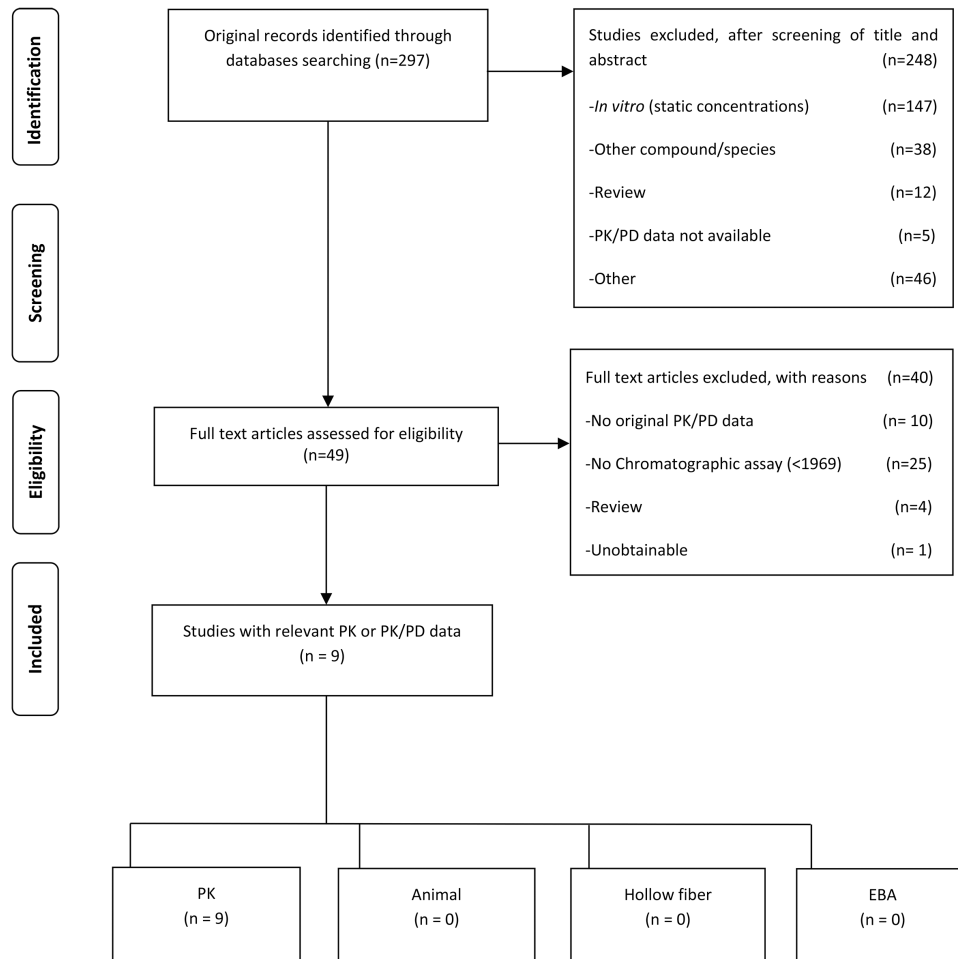 Identification
Original records identified through
databases searching (n=297)
Studies excluded, after screening of title and
abstract (n=248)
-In vitro (static concentrations) (n=147)
-Other compound/species (n=38)
-Review (n=12)
-PK/PD data not available (n=5)
-Other (n=46)
Screening
Full text articles excluded, with reasons (n=40)
-No original PK/PD data (n= 10)
-No Chromatographic assay (<1969) (n=25)
-Review (n=4)
-Unobtainable (n= 1)
Eligibility
Full text articles assessed for eligibility
(n=49)
Included
Studies with relevant PK or PK/PD data
(n = 9)
PK
(n = 9)
Animal
(n = 0)
Hollow fiber
(n = 0)
EBA
(n = 0)